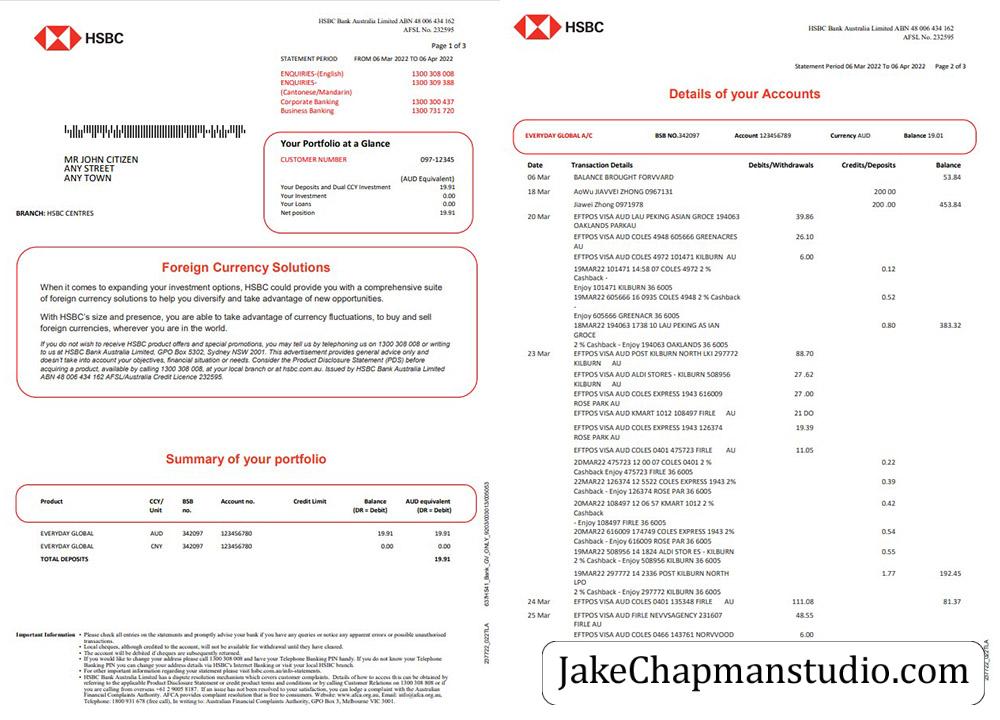 HSBC
HSBC Bank Australia Limited ABN 48 006 434 162
AFSL No. 232595
Page 1 of 3
STATEMENT PERIOD FROM 06 Mar 2022 TO 06 Apr 2022
ENQUIRIES-(English) 1300 308 008
ENQUIRIES- 1300 309 388
(Cantonese/Mandarin)
Corporate Banking 1300 300 437
Business Banking 1300 731 720
MR JOHN CITIZEN
ANY STREET
ANY TOWN
BRANCH: HSBC CENTRES
Your Portfolio at a Glance
CUSTOMER NUMBER 097-12345
(AUD Equivalent)
Your Deposits and Dual CCY Investment 19.91
Your Investment 0.00
Your Loans 0.00
Net position 19.91
Foreign Currency Solutions
When it comes to expanding your investment options, HSBC could provide you with a comprehensive suite
of foreign currency solutions to help you diversify and take advantage of new opportunities.
With HSBC's size and presence, you are able to take advantage of currency fluctuations, to buy and sell
foreign currencies, wherever you are in the world.
If you do not wish to receive HSBC product offers and special promotions, you may tell us by telephoning us on 1300 308 008 or writing
to us at HSBC Bank Australia Limited, GPO Box 5302, Sydney NSW 2001. This advertisement provides general advice only and
doesn't take into account your objectives, financial situation or needs. Consider the Product Disclosure Statement (PDS) before
acquiring a product, available by calling 1300 308 008, at your local branch or at hsbc.com.au. Issued by HSBC Bank Australia Limited
ABN 48 006 434 162 AFSL/Australia Credit Licence 232595.
Summary of your portfolio
Product CCY/ BSB Account no. Credit Limit Balance AUD equivalent
Unit no. (DR = Debit) (DR = Debit)
EVERYDAY GLOBAL AUD 342097 123456780 19.91 19.91
EVERYDAY GLOBAL CNY 342097 123456780 0.00 0.00
TOTAL DEPOSITS 19.91
Important Information • Please check all entries on the statements and promptly advise your bank if you have any queries or notice any apparent errors or possible unauthorised
transactions.
• Local cheques, although credited to the account, will not be available for withdrawal until they have cleared.
• The account will be debited if cheques are subsequently returned.
• If you would like to change your address please call 1300 308 008 and have your Telephone Banking PIN handy. If you do not know your Telephone
Banking PIN you can change your address details via HSBC's Internet Banking or visit your local HSBC branch.
• For other important information regarding your statement please visit hsbc.com.au/info-statements.
• HSBC Bank Australia Limited has a dispute resolution mechanism which covers customer complaints. Details of how to access this can be obtained by
referring to the applicable Product Disclosure Statement or credit product terms and conditions or by calling Customer Relations on 1300 308 808 or if
you are calling from overseas +61 2 9005 8187. If an issue has not been resolved to your satisfaction, you can lodge a complaint with the Australian
Financial Complaints Authority. AFCA provides complaint resolution that is free to consumers. Website: www.afca.org.au, Email: info@afca.org.au,
Telephone: 1800 931 678 (free call), In writing to: Australian Financial Complaints Authority, GPO Box 3, Melbourne VIC 3001.
HSBC
HSBC Bank Australia Limited ABN 48 006 434 162
AFSL No. 232595
Statement Period 06 Mar 2022 TO 06 Apr 2022 Page 2 of 3
Details of your Accounts
EVERYDAY GLOBAL A/C BSB NO.342097 Account 123456789 Currency AUD Balance 19.01
Date Transaction Details Debits/Withdrawals Credits/Deposits Balance
06 Mar BALANCE BROUGHT FORVVARD 53.84
18 Mar AoWu JIAVVEI ZHONG 0967131 200 00
Jiawei Zhong 0971978 200 .00 453.84
20 Mar EFTPOS VISA AUD LAU PEKING ASIAN GROCE 194063 39.86
OAKLANDS PARKAU
EFTPOS VISA AUD COLES 4948 605666 GREENACRES 26.10
AU
EFTPOS VISA AUD COLES 4972 101471 KILBURN AU 6.00
19MAR22 101471 14:58 07 COLES 4972 2 % 0.12
Cashback -
Enjoy 101471 KILBURN 36 6005
19MAR22 605666 16 0935 COLES 4948 2 % Cashback 0.52
-
Enjoy 605666 GREENACR 36 6005
18MAR22 194063 1738 10 LAU PEKING AS IAN 0.80 383.32
GROCE
2 % Cashback - Enjoy 194063 OAKLANDS 36 6005
23 Mar EFTPOS VISA AUD POST KILBURN NORTH LKI 297772 88.70
KILBURN AU
EFTPOS VISA AUD ALDI STORES - KILBURN 508956 27 .62
KILBURN AU
EFTPOS VISA AUD COLES EXPRESS 1943 616009 27 .00
ROSE PARK AU
EFTPOS VISA AUD KMART 1012 108497 FIRLE AU 21 DO
EFTPOS VISA AUD COLES EXPRESS 1943 126374 19.39
ROSE PARK AU
EFTPOS VISA AUD COLES 0401 475723 FIRLE AU 11.05
2DMAR22 475723 12 00 07 COLES 0401 2 % 0.22
Cashback Enjoy 475723 FIRLE 36 6005
22MAR22 126374 12 5522 COLES EXPRESS 1943 2% 0.39
Cashback - Enjoy 126374 ROSE PAR 36 6005
20MAR22 108497 12 06 57 KMART 1012 2 % 0.42
Cashback
- Enjoy 108497 FIRLE 36 6005
20MAR22 616009 174749 COLES EXPRESS 1943 2% 0.54
Cashback - Enjoy 616009 ROSE PAR 36 6005
19MAR22 508956 14 1824 ALDI STOR ES - KILBURN 0.55
2 % Cashback - Enjoy 508956 KILBURN 36 6005
19MAR22 297772 14 2336 POST KILBURN NORTH 1.77 192.45
LPO
2 % Cashback - Enjoy 297772 KILBURN 36 6005
24 Mar EFTPOS VISA AUD COLES 0401 135348 FIRLE AU 111.08 81.37
25 Mar EFTPOS VISA AUD FIRLE NEVVSAGENCY 231607 48.55
FIRLE AU
EFTPOS VISA AUD COLES 0466 143761 NORVVOOD 6.00
JakeChapmanstudio.com